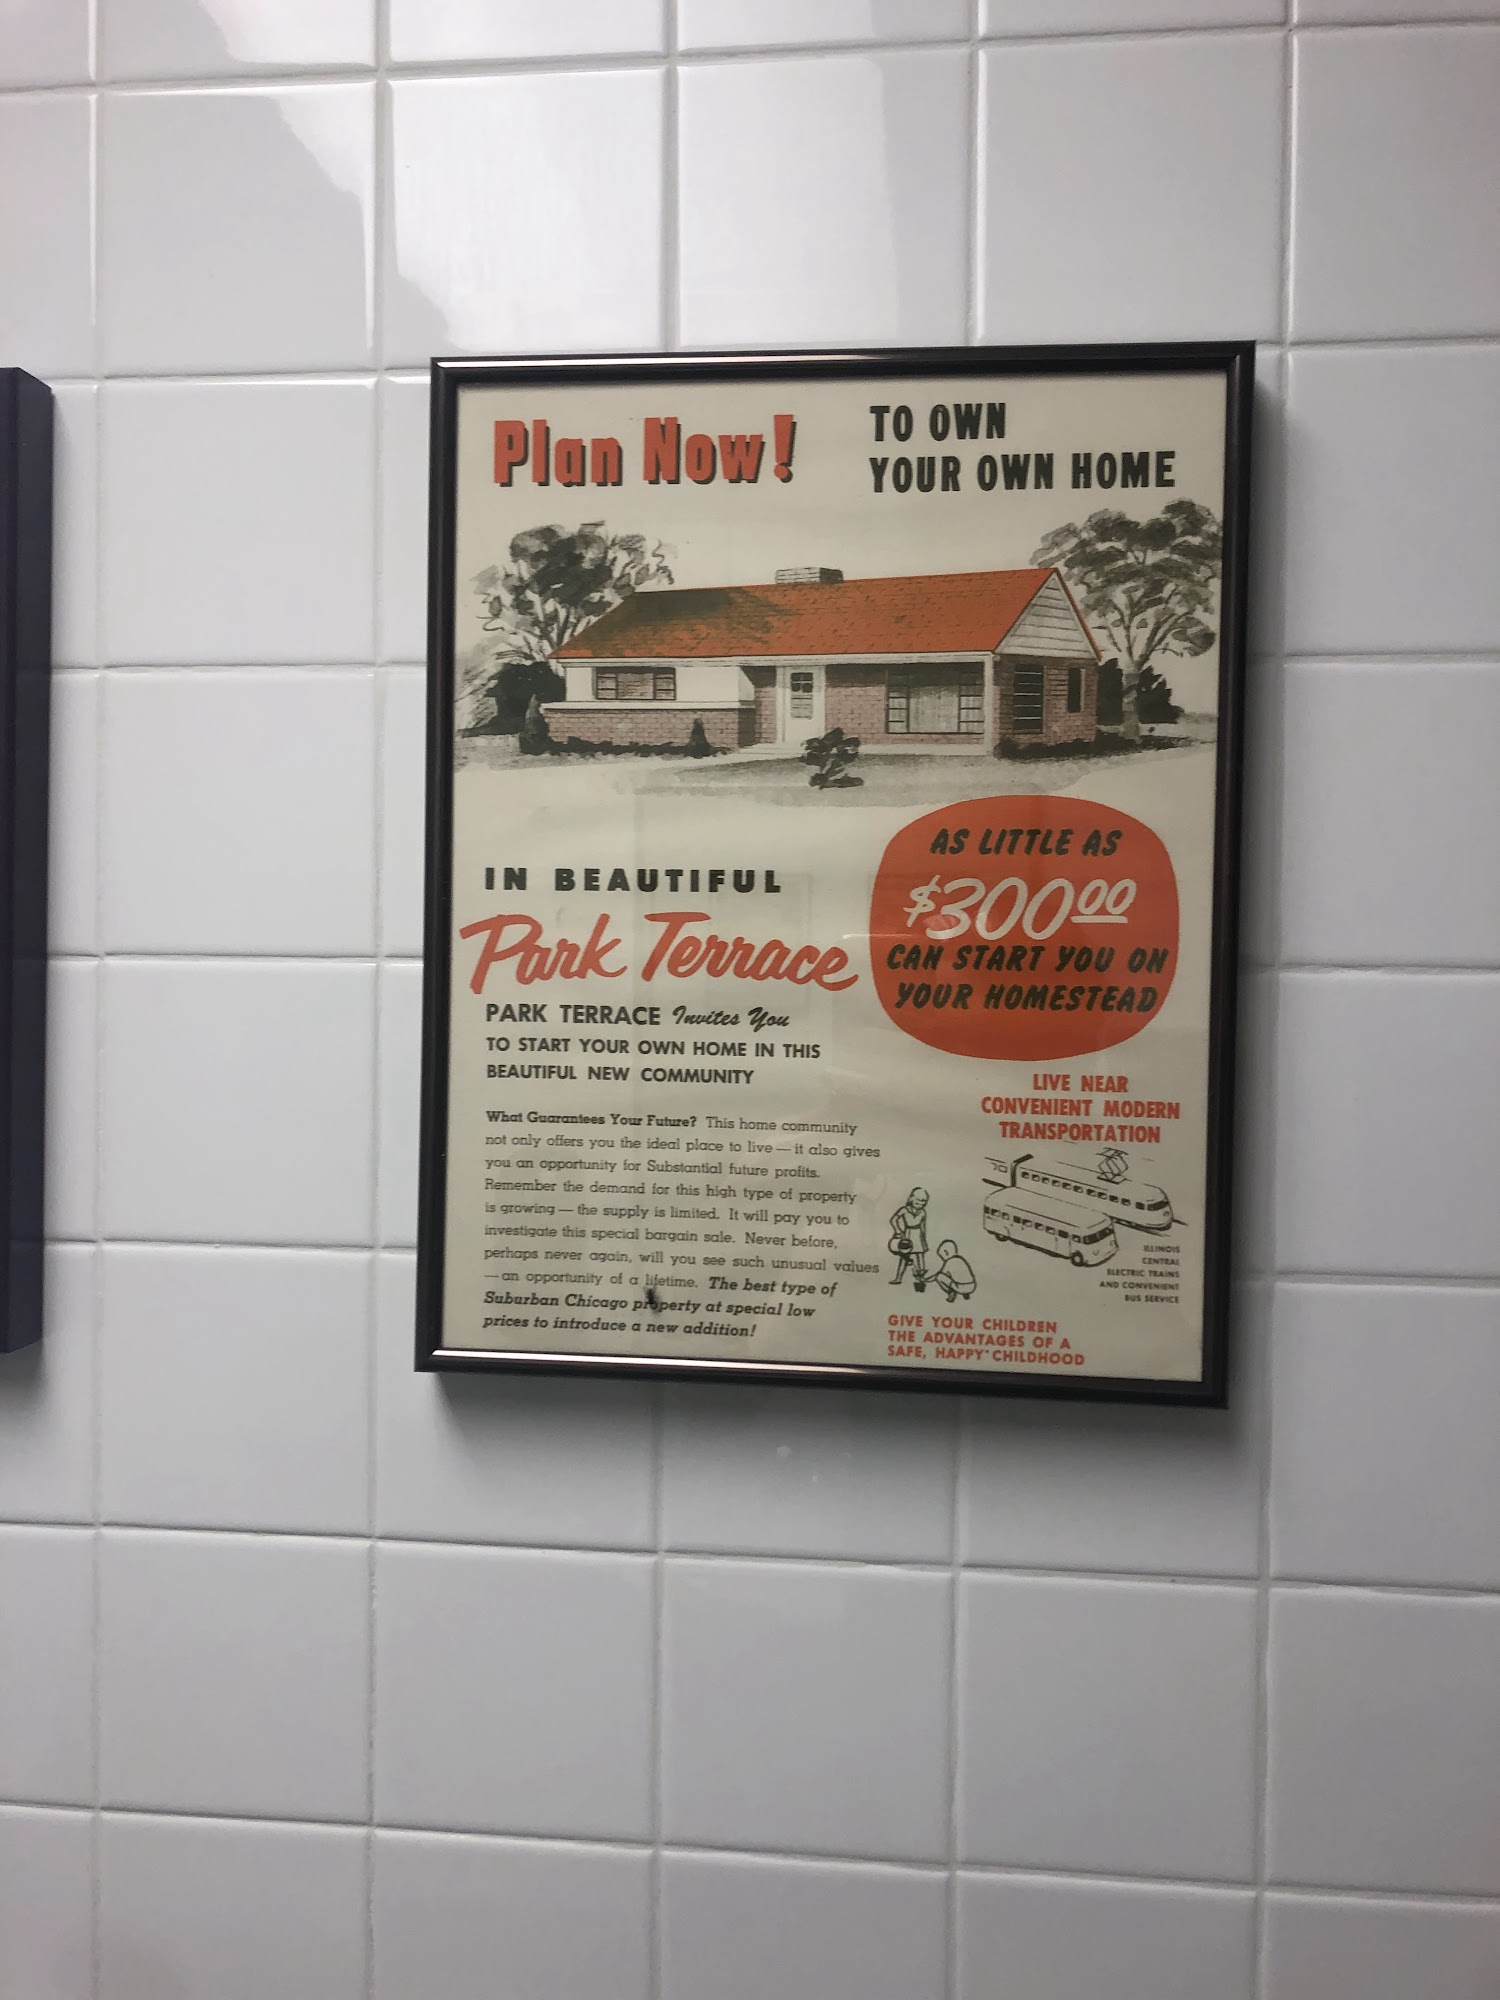 Plan Now!
TO OWN
YOUR OWN HOME
AS LITTLE AS
$300.00
CAN START YOU ON
YOUR HOMESTEAD
IN BEAUTIFUL
Park Terrace
PARK TERRACE Invites You
TO START YOUR OWN HOME IN THIS
BEAUTIFUL NEW COMMUNITY
What Guarantees Your Future? This home community
not only offers you the ideal place to live — it also gives
you an opportunity for Substantial future profits.
Remember the demand for this high type of property
is growing — the supply is limited. It will pay you to
investigate this special bargain sale. Never before,
perhaps never again, will you see such unusual values
— an opportunity of a lifetime. The best type of
Suburban Chicago property at special low
prices to introduce a new addition!
LIVE NEAR
CONVENIENT MODERN
TRANSPORTATION
ILLINOIS
CENTRAL
ELECTRIC TRAINS
AND CONVENIENT
BUS SERVICE
GIVE YOUR CHILDREN
THE ADVANTAGES OF A
SAFE, HAPPY CHILDHOOD